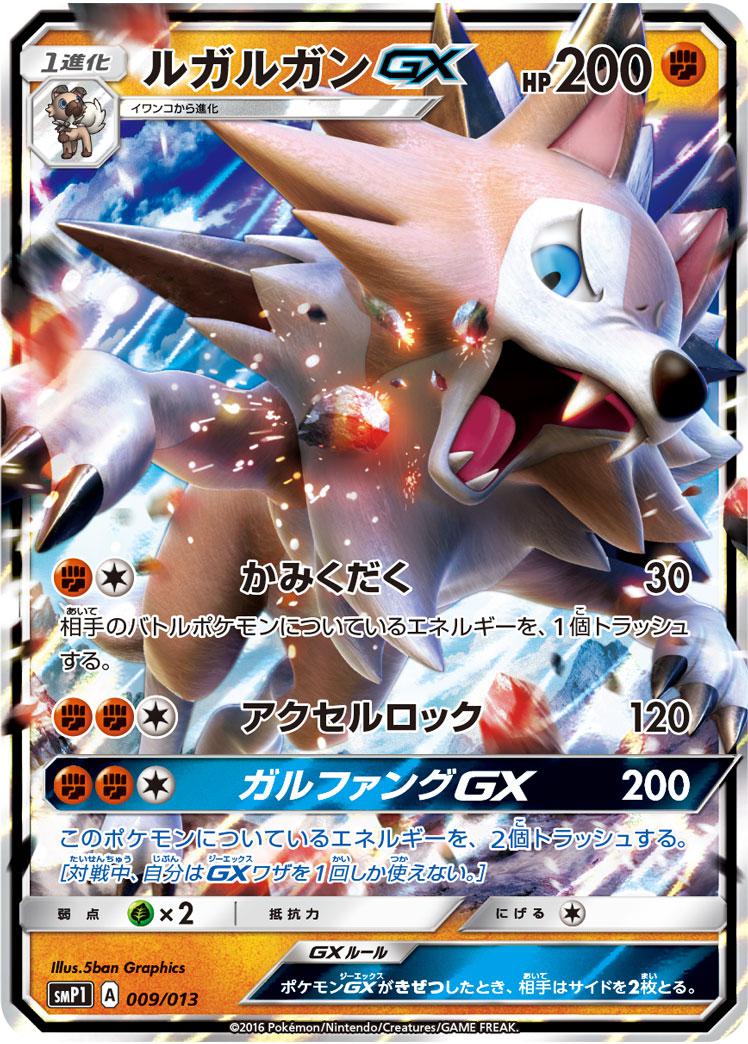 1進化
ルガルガンGX
HP200
イワンコから進化
かみくだく 30
相手のバトルポケモンについているエネルギーを、1個トラッシュ
する。
アクセルロック 120
ガルファングGX 200
このポケモンについているエネルギーを、2個トラッシュする。
[対戦中、自分はGXワザを1回しか使えない。]
弱点 ×2 抵抗力 にげる
Illus.5ban Graphics
GXルール
ポケモンGXがきぜつしたとき、相手はサイドを2枚とる。
smP1 A 009/013
©2016 Pokémon/Nintendo/Creatures/GAME FREAK.